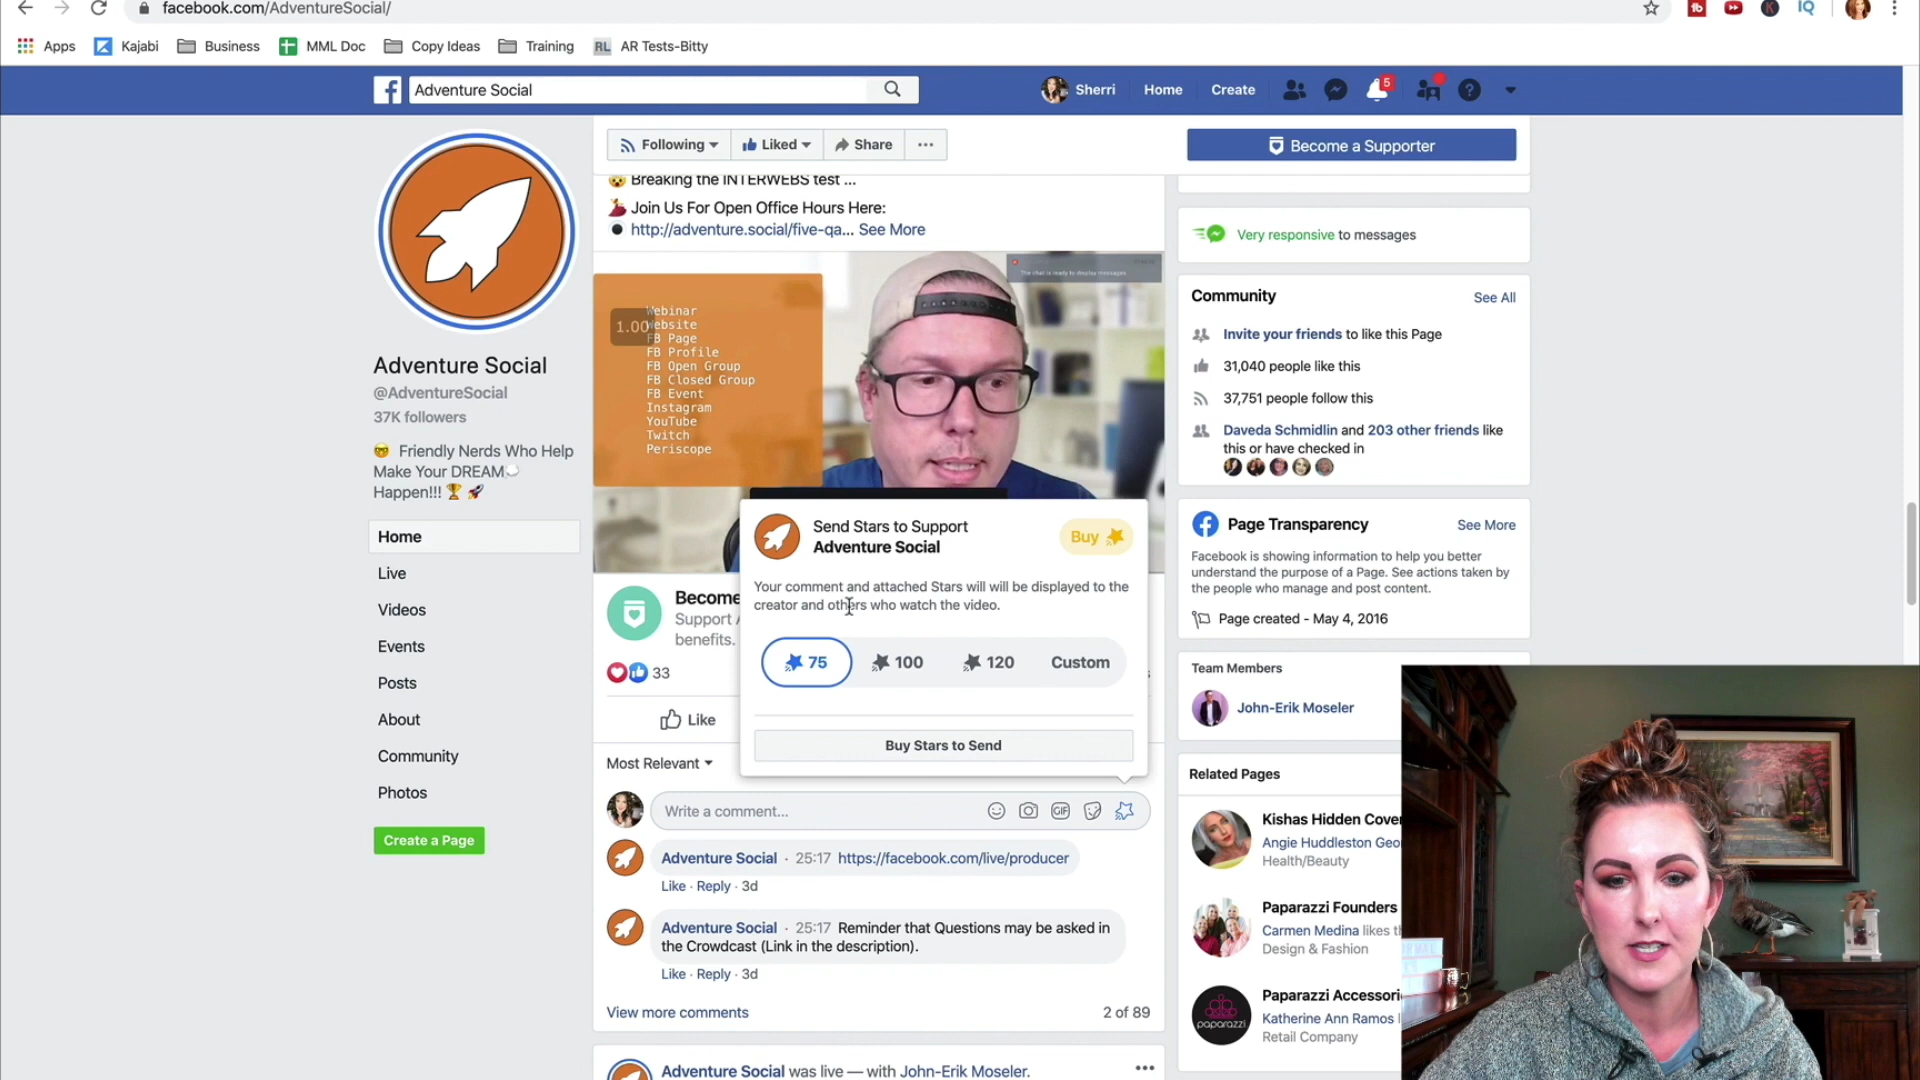 facebook.com/AdventureSocial/
Apps Kajabi Business MML Doc Copy Ideas Training RL AR Tests-Bitty
Adventure Social
Sherri Home Create 5
Following Liked Share ...
Become a Supporter
Breaking the INTERWEBS test ...
Join Us For Open Office Hours Here:
http://adventure.social/five-qa... See More
The chat is ready to display messages
1.00
Webinar
Website
FB Page
FB Profile
FB Open Group
FB Closed Group
FB Event
Instagram
YouTube
Twitch
Periscope
Adventure Social
@AdventureSocial
37K followers
Friendly Nerds Who Help
Make Your DREAM
Happen!!!
Home
Live
Videos
Events
Posts
About
Community
Photos
Create a Page
Send Stars to Support
Adventure Social
Buy
Your comment and attached Stars will will be displayed to the
creator and others who watch the video.
75 100 120 Custom
Buy Stars to Send
Become
Support
benefits.
33
Like
Most Relevant
Write a comment...
GIF
Adventure Social · 25:17 https://facebook.com/live/producer
Like · Reply · 3d
Adventure Social · 25:17 Reminder that Questions may be asked in
the Crowdcast (Link in the description).
Like · Reply · 3d
View more comments
2 of 89
Adventure Social was live — with John-Erik Moseler.
Very responsive to messages
Community See All
Invite your friends to like this Page
31,040 people like this
37,751 people follow this
Daveda Schmidlin and 203 other friends like
this or have checked in
Page Transparency See More
Facebook is showing information to help you better
understand the purpose of a Page. See actions taken by
the people who manage and post content.
Page created - May 4, 2016
Team Members
John-Erik Moseler
Related Pages
Kishas Hidden Cove
Angie Huddleston Geo
Health/Beauty
Paparazzi Founders
Carmen Medina likes th
Design & Fashion
paparazzi
Paparazzi Accessori
Katherine Ann Ramos
Retail Company